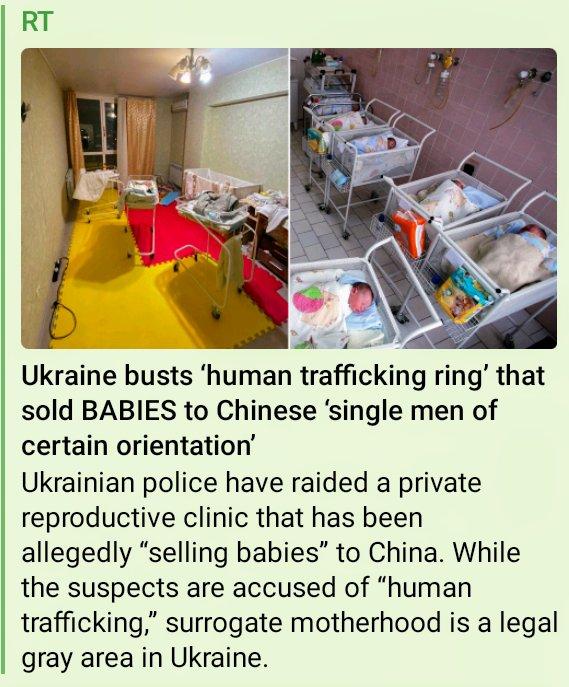 RT
Ukraine busts ‘human trafficking ring’ that
sold BABIES to Chinese ‘single men of
certain orientation’
Ukrainian police have raided a private
reproductive clinic that has been
allegedly “selling babies” to China. While
the suspects are accused of “human
trafficking,” surrogate motherhood is a legal
gray area in Ukraine.